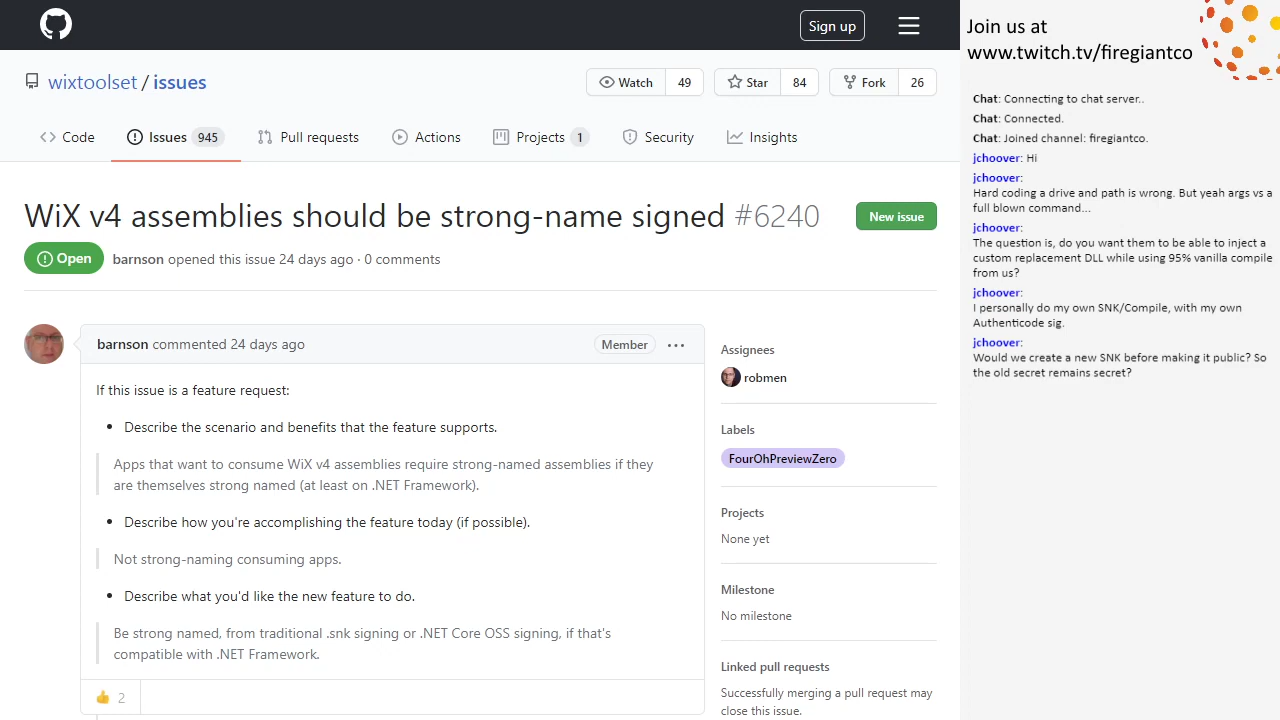 Sign up
wixtoolset / issues
Watch 49
Star 84
Fork 26
Code
Issues 945
Pull requests
Actions
Projects 1
Security
Insights
WiX v4 assemblies should be strong-name signed #6240
New issue
Open
barnson opened this issue 24 days ago · 0 comments
barnson commented 24 days ago
Member
If this issue is a feature request:
• Describe the scenario and benefits that the feature supports.
Apps that want to consume WiX v4 assemblies require strong-named assemblies if they
are themselves strong named (at least on .NET Framework).
• Describe how you're accomplishing the feature today (if possible).
Not strong-naming consuming apps.
• Describe what you'd like the new feature to do.
Be strong named, from traditional .snk signing or .NET Core OSS signing, if that's
compatible with .NET Framework.
👍 2
Assignees
robmen
Labels
FourOhPreviewZero
Projects
None yet
Milestone
No milestone
Linked pull requests
Successfully merging a pull request may
close this issue.
Join us at
www.twitch.tv/firegiantco
Chat: Connecting to chat server..
Chat: Connected.
Chat: Joined channel: firegiantco.
jchoover: Hi
jchoover:
Hard coding a drive and path is wrong. But yeah args vs a
full blown command...
jchoover:
The question is, do you want them to be able to inject a
custom replacement DLL while using 95% vanilla compile
from us?
jchoover:
I personally do my own SNK/Compile, with my own
Authenticode sig.
jchoover:
Would we create a new SNK before making it public? So
the old secret remains secret?